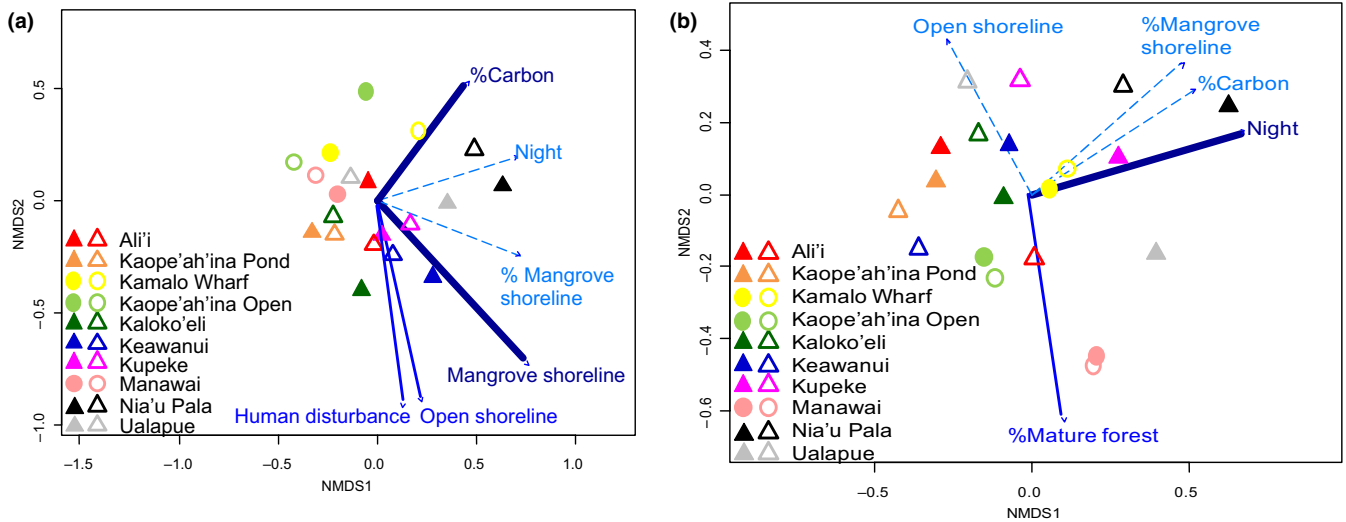 (a)
NMDS2
0.5
0.0
−0.5
−1.0
%Carbon
Night
% Mangrove
shoreline
Mangrove shoreline
Human disturbance
Open shoreline
Ali'i
Kaope'ah'ina Pond
Kamalo Wharf
Kaope'ah'ina Open
Kaloko'eli
Keawanui
Kupeke
Manawai
Nia'u Pala
Ualapue
−1.5
−1.0
−0.5
0.0
0.5
1.0
NMDS1
(b)
NMDS2
0.4
0.2
0.0
−0.2
−0.4
−0.6
Open shoreline
%Mangrove
shoreline
%Carbon
Night
%Mature forest
Ali'i
Kaope'ah'ina Pond
Kamalo Wharf
Kaope'ah'ina Open
Kaloko'eli
Keawanui
Kupeke
Manawai
Nia'u Pala
Ualapue
−0.5
0.0
0.5
NMDS1